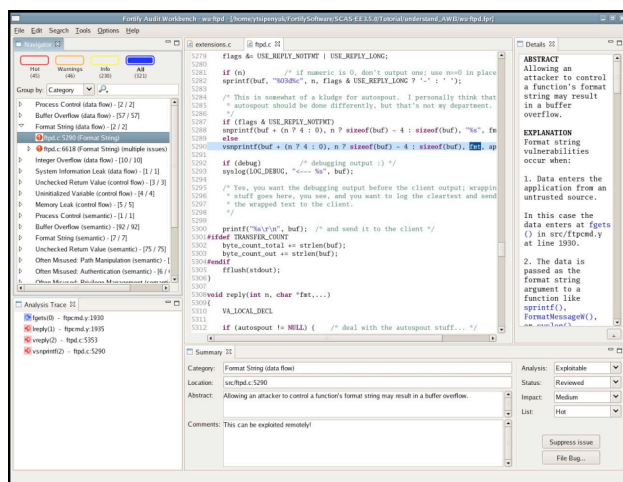 Fortify Audit Workbench - wu-ftpd - [/home/ytsipenyuk/FortifySoftware/SCAS-EE3.5.0/Tutorial/understand_AWB/wu-ftpd.fpr]
File Edit Search Tools Options Help
Navigator
Hot Warnings Info All
(45) (46) (230) (321)
Group by: Category
Process Control (data flow) - [2 / 2]
Buffer Overflow (data flow) - [57 / 57]
Format String (data flow) - [2 / 2]
ftpd.c:5290 (Format String)
ftpd.c:6618 (Format String) (multiple issues)
Integer Overflow (data flow) - [10 / 10]
System Information Leak (data flow) - [1 / 1]
Unchecked Return Value (control flow) - [3 / 3]
Uninitialized Variable (control flow) - [4 / 4]
Memory Leak (control flow) - [5 / 5]
Process Control (semantic) - [1 / 1]
Buffer Overflow (semantic) - [92 / 92]
Format String (semantic) - [7 / 7]
Unchecked Return Value (semantic) - [75 / 75]
Often Misused: Path Manipulation (semantic) - [
Often Misused: Authentication (semantic) - [6 /
Often Misused: Privilege Management (semanti
Analysis Trace
fgets(0) - ftpcmd.y:1930
lreply(1) - ftpcmd.y:1935
vreply(2) - ftpd.c:5353
vsnprintf(2) - ftpd.c:5290
extensions.c ftpd.c
5279 flags &= USE_REPLY_NOTFMT | USE_REPLY_LONG;
5280
5281 if (n) /* if numeric is 0, don't output one; use n==0 in place
5282 sprintf(buf, "%03d%c", n, flags & USE_REPLY_LONG ? '-' : ' ');
5283
5284 /* This is somewhat of a kludge for autospout. I personally think that
5285 * autospout should be done differently, but that's not my department.
5286 */
5287 if (flags & USE_REPLY_NOTFMT)
5288 snprintf(buf + (n ? 4 : 0), n ? sizeof(buf) - 4 : sizeof(buf), "%s", fm
5289 else
5290 vsnprintf(buf + (n ? 4 : 0), n ? sizeof(buf) - 4 : sizeof(buf), fmt, ap
5291
5292 if (debug) /* debugging output :) */
5293 syslog(LOG_DEBUG, "<--- %s", buf);
5294
5295 /* Yes, you want the debugging output before the client output; wrappin
5296 * stuff goes here, you see, and you want to log the cleartext and send
5297 * the wrapped text to the client.
5298 */
5299
5300 printf("%s\r\n", buf); /* and send it to the client */
5301#ifdef TRANSFER_COUNT
5302 byte_count_total += strlen(buf);
5303 byte_count_out += strlen(buf);
5304#endif
5305 fflush(stdout);
5306}
5307
5308void reply(int n, char *fmt,...)
5309{
5310 VA_LOCAL_DECL
5311
5312 if (autospout != NULL) { /* deal with the autospout stuff... */
Details
ABSTRACT
Allowing an
attacker to control
a function's format
string may result
in a buffer
overflow.
EXPLANATION
Format string
vulnerabilities
occur when:
1. Data enters the
application from an
untrusted source.
In this case the
data enters at fgets
() in src/ftpcmd.y
at line 1930.
2. The data is
passed as the
format string
argument to a
function like
sprintf(),
FormatMessageW(),
or syslog()
Summary
Category: Format String (data flow)
Location: src/ftpd.c:5290
Abstract: Allowing an attacker to control a function's format string may result in a buffer overflow.
Comments: This can be exploited remotely!
Analysis: Exploitable
Status: Reviewed
Impact: Medium
List: Hot
Suppress issue
File Bug...